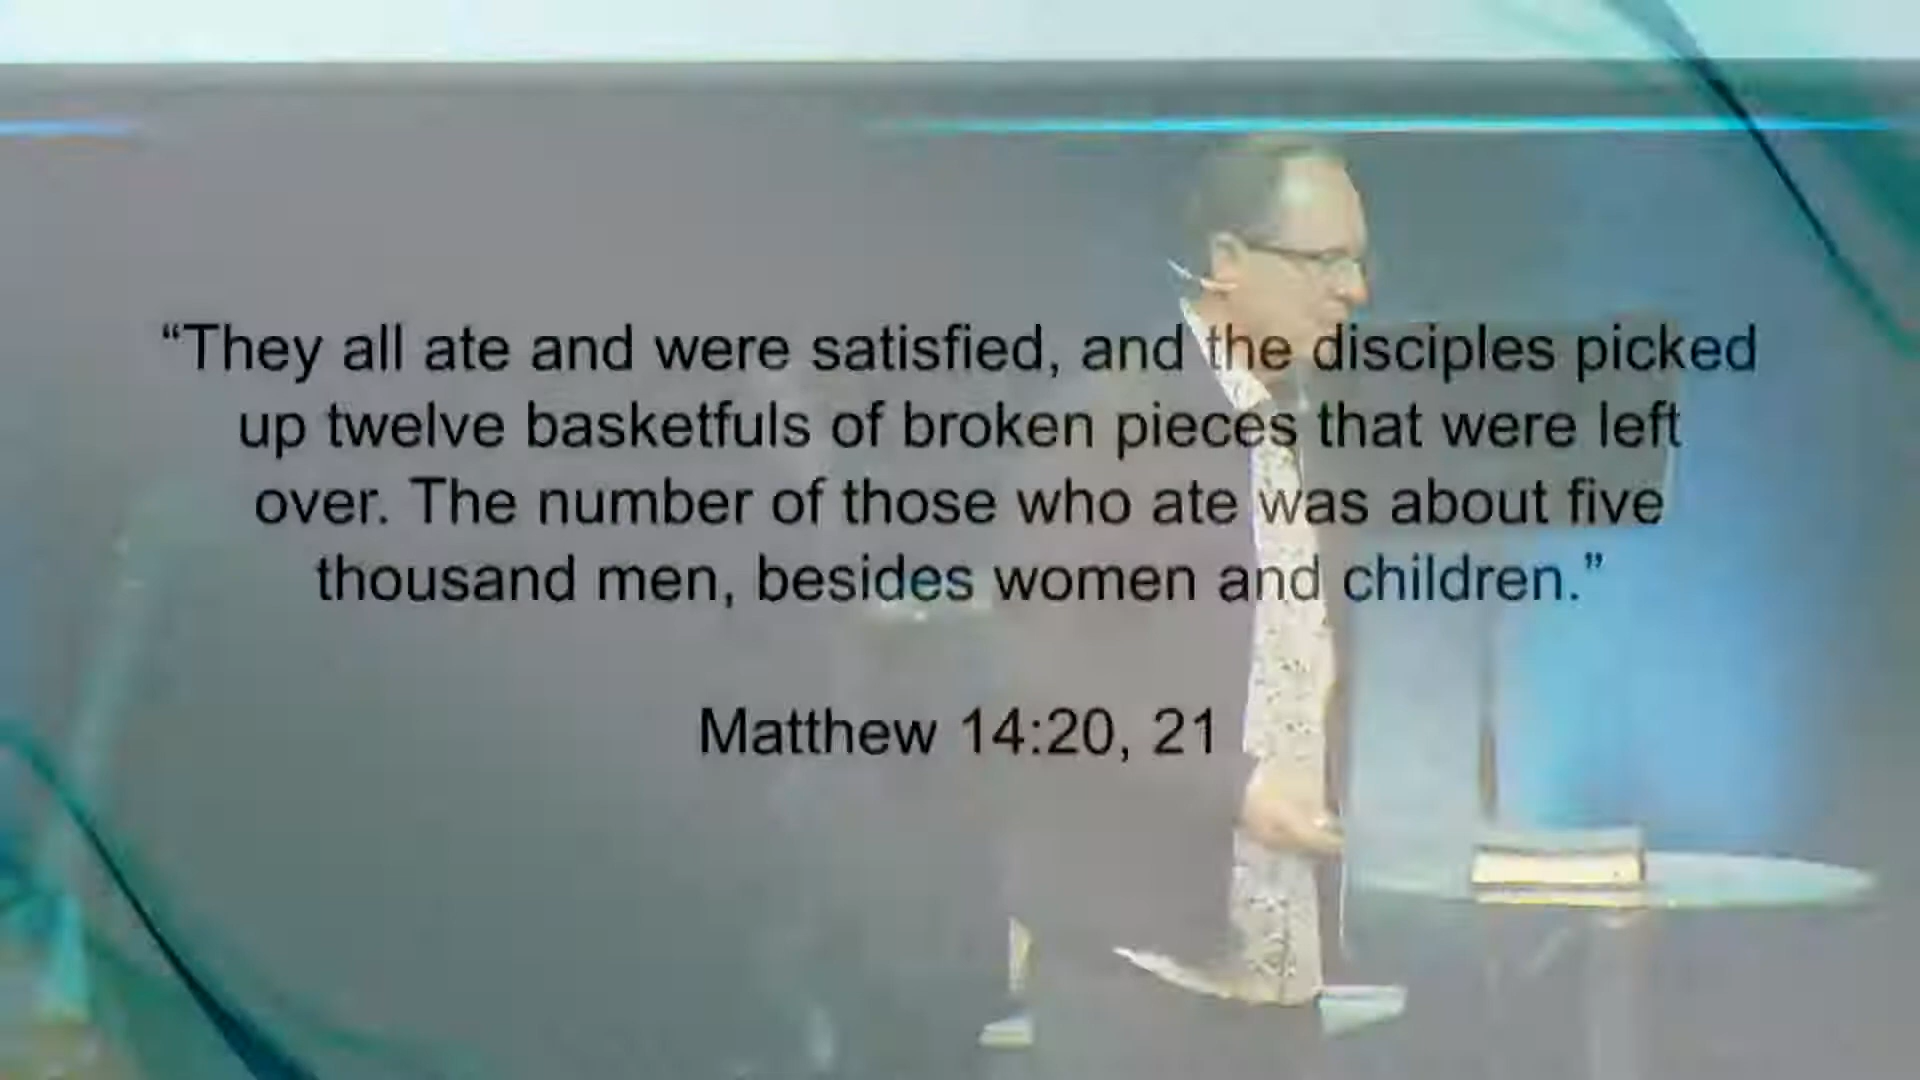 “They all ate and were satisfied, and the disciples picked
up twelve basketfuls of broken pieces that were left
over. The number of those who ate was about five
thousand men, besides women and children.”
Matthew 14:20, 21